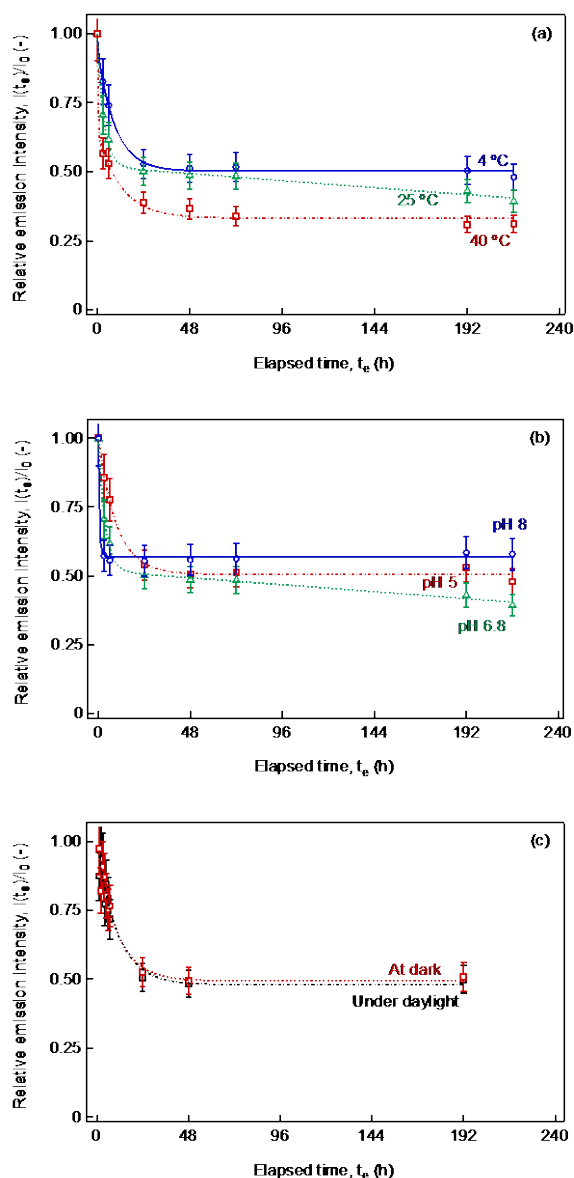 (a)
Relative emission Intensity, I(tₑ)/I₀ (-)
1.00
0.75
0.50
0.25
0
4 ºC
25 ºC
40 ºC
0 48 96 144 192 240
Elapsed time, tₑ (h)
(b)
Relative emission Intensity, I(tₑ)/I₀ (-)
1.00
0.75
0.50
0.25
0
pH 8
pH 5
pH 6.8
0 48 96 144 192 240
Elapsed time, tₑ (h)
(c)
Relative emission Intensity, I(tₑ)/I₀ (-)
1.00
0.75
0.50
0.25
0
At dark
Under daylight
0 48 96 144 192 240
Elapsed time, tₑ (h)